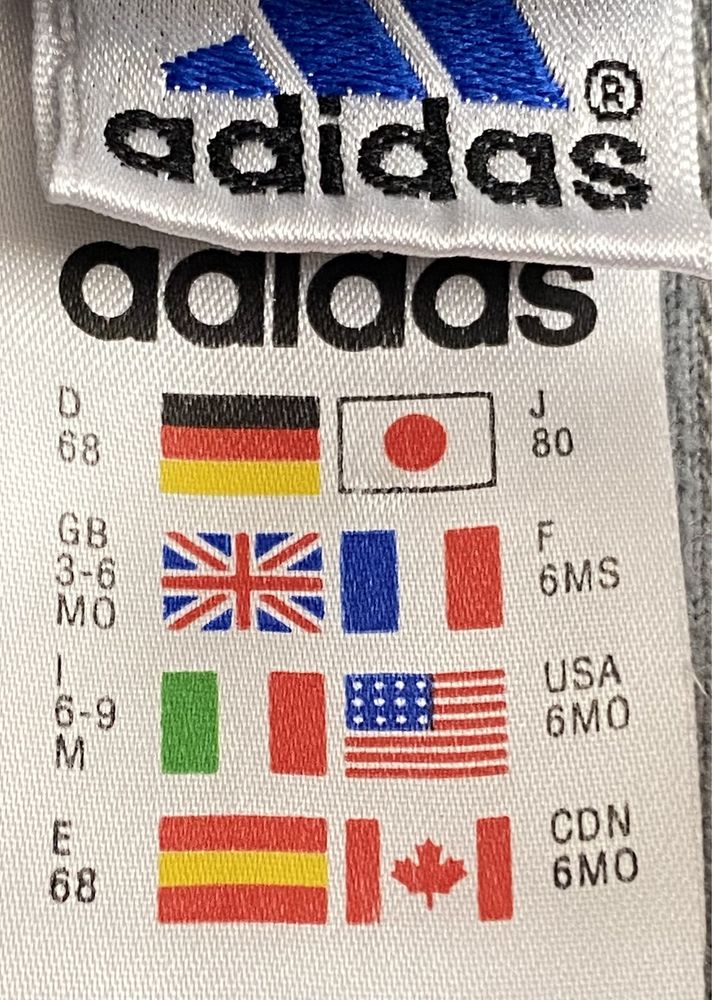 adidas®
adidas
D
68
J
80
GB
3-6
MO
F
6MS
I
6-9
M
USA
6MO
E
68
CDN
6MO